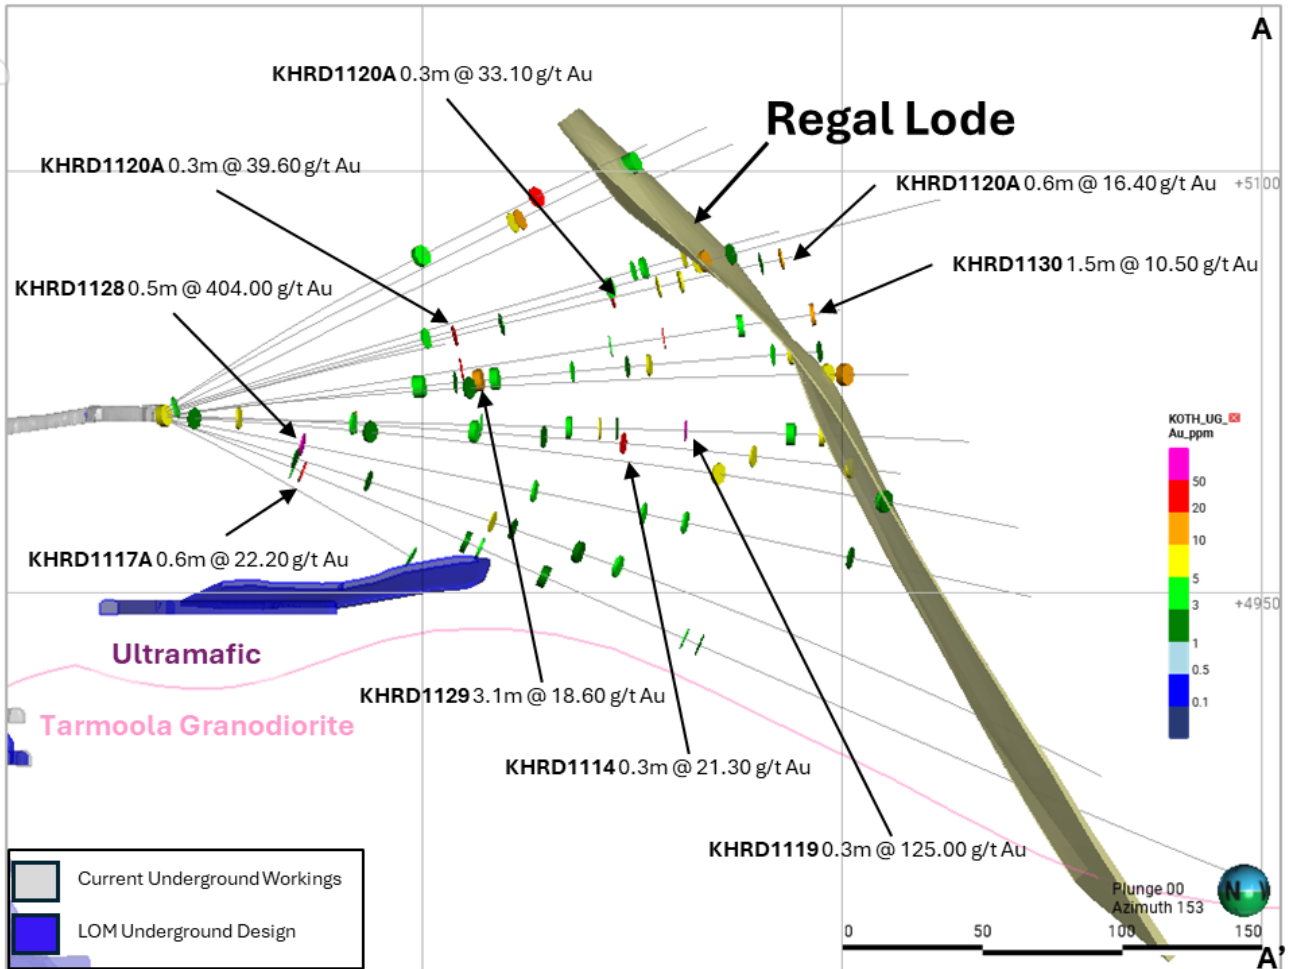 A
KHRD1120A 0.3m @ 33.10 g/t Au
Regal Lode
KHRD1120A 0.3m @ 39.60 g/t Au
KHRD1120A 0.6m @ 16.40 g/t Au
+5100
KHRD1130 1.5m @ 10.50 g/t Au
KHRD1128 0.5m @ 404.00 g/t Au
KOTH_UG_
Au_ppm
50
20
10
5
3
1
0.5
0.1
KHRD1117A 0.6m @ 22.20 g/t Au
+4950
Ultramafic
KHRD1129 3.1m @ 18.60 g/t Au
Tarmoola Granodiorite
KHRD1114 0.3m @ 21.30 g/t Au
KHRD1119 0.3m @ 125.00 g/t Au
Current Underground Workings
LOM Underground Design
Plunge 00
Azimuth 153
N
0 50 100 150
A'